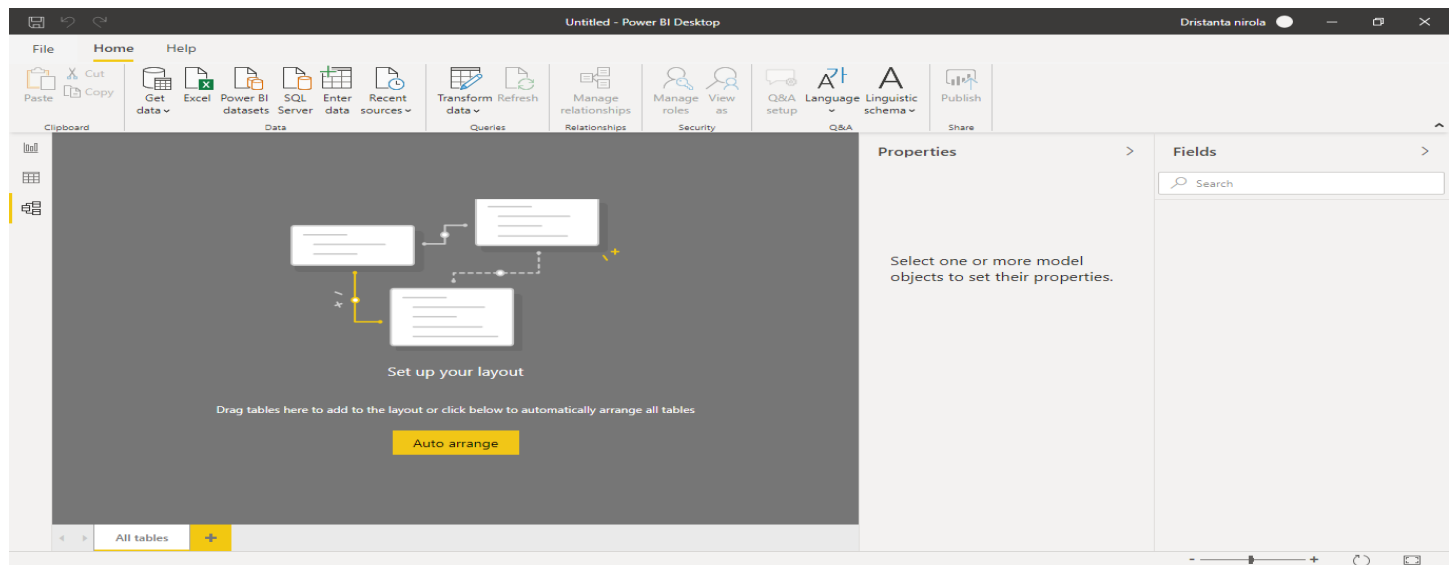 Untitled - Power BI Desktop
Dristanta nirola
File Home Help
Paste
Cut
Copy
Clipboard
Get data
Excel
Power BI datasets
SQL Server
Enter data
Recent sources
Data
Transform data
Refresh
Queries
Manage relationships
Relationships
Manage roles
View as
Security
Q&A setup
Language
Linguistic schema
Q&A
Publish
Share
Set up your layout
Drag tables here to add to the layout or click below to automatically arrange all tables
Auto arrange
Properties
Select one or more model
objects to set their properties.
Fields
Search
All tables